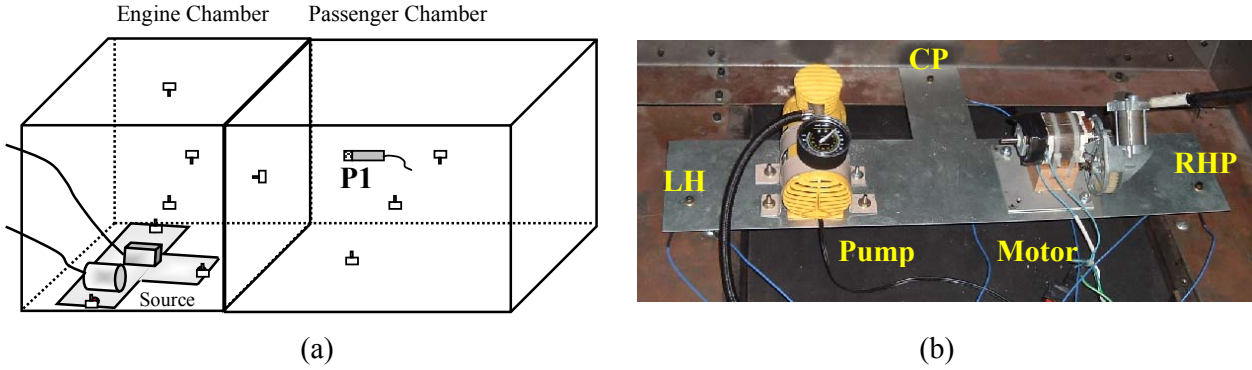 Engine Chamber Passenger Chamber
P1
Source
(a)
CP
LH
RHP
Pump
Motor
(b)